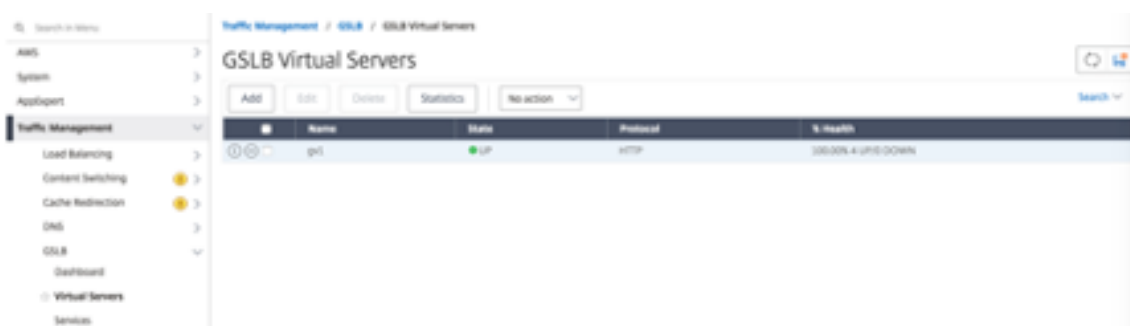 Search in Menu
AWS
System
AppExpert
Traffic Management
Load Balancing
Content Switching
Cache Redirection
DNS
GSLB
Dashboard
Virtual Servers
Services
Traffic Management / GSLB / GSLB Virtual Servers
GSLB Virtual Servers
Add Edit Delete Statistics No action
Search
Name State Protocol % Health
gv1 UP HTTP 100.00% 4 UP/0 DOWN